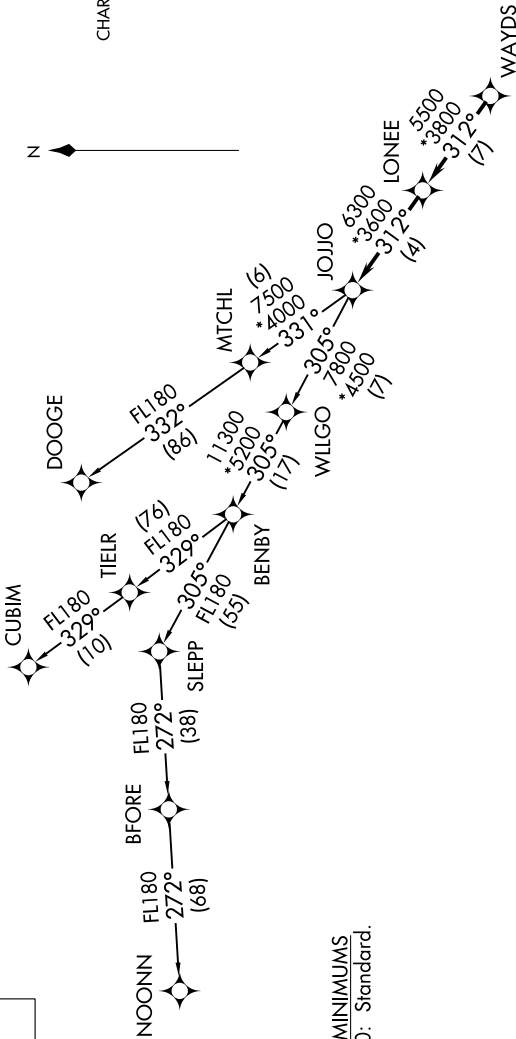 CHAR
N
WAYDS
5500
*3800
312°
(7)
LONEE
6300
*3600
312°
(4)
JOJJO
(6)
7500
*4000
331°
MTCHL
305°
7800
*4500
(7)
WLLGO
FL180
332°
(86)
DOOGE
11300
*5200
305°
(17)
BENBY
(76)
FL180
329°
TIELR
FL180
329°
(10)
CUBIM
305°
FL180
(55)
SLEPP
FL180
272°
(38)
BFORE
FL180
272°
(68)
NOONN
MINIMUMS
: Standard.